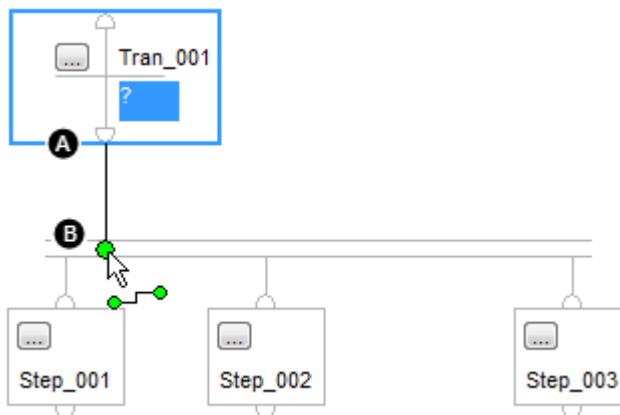 ... Tran_001
?
A
B
... ... ...
Step_001 Step_002 Step_003